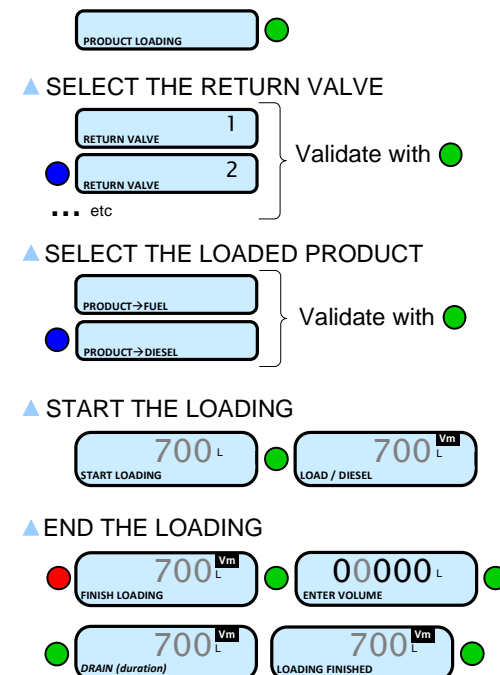 PRODUCT LOADING
SELECT THE RETURN VALVE
1
RETURN VALVE
Validate with
2
RETURN VALVE
... etc
SELECT THE LOADED PRODUCT
PRODUCT→FUEL
Validate with
PRODUCT→DIESEL
START THE LOADING
700 L
START LOADING
700 L Vm
LOAD / DIESEL
END THE LOADING
700 L Vm
FINISH LOADING
00000 L
ENTER VOLUME
700 L Vm
DRAIN (duration)
700 L Vm
LOADING FINISHED